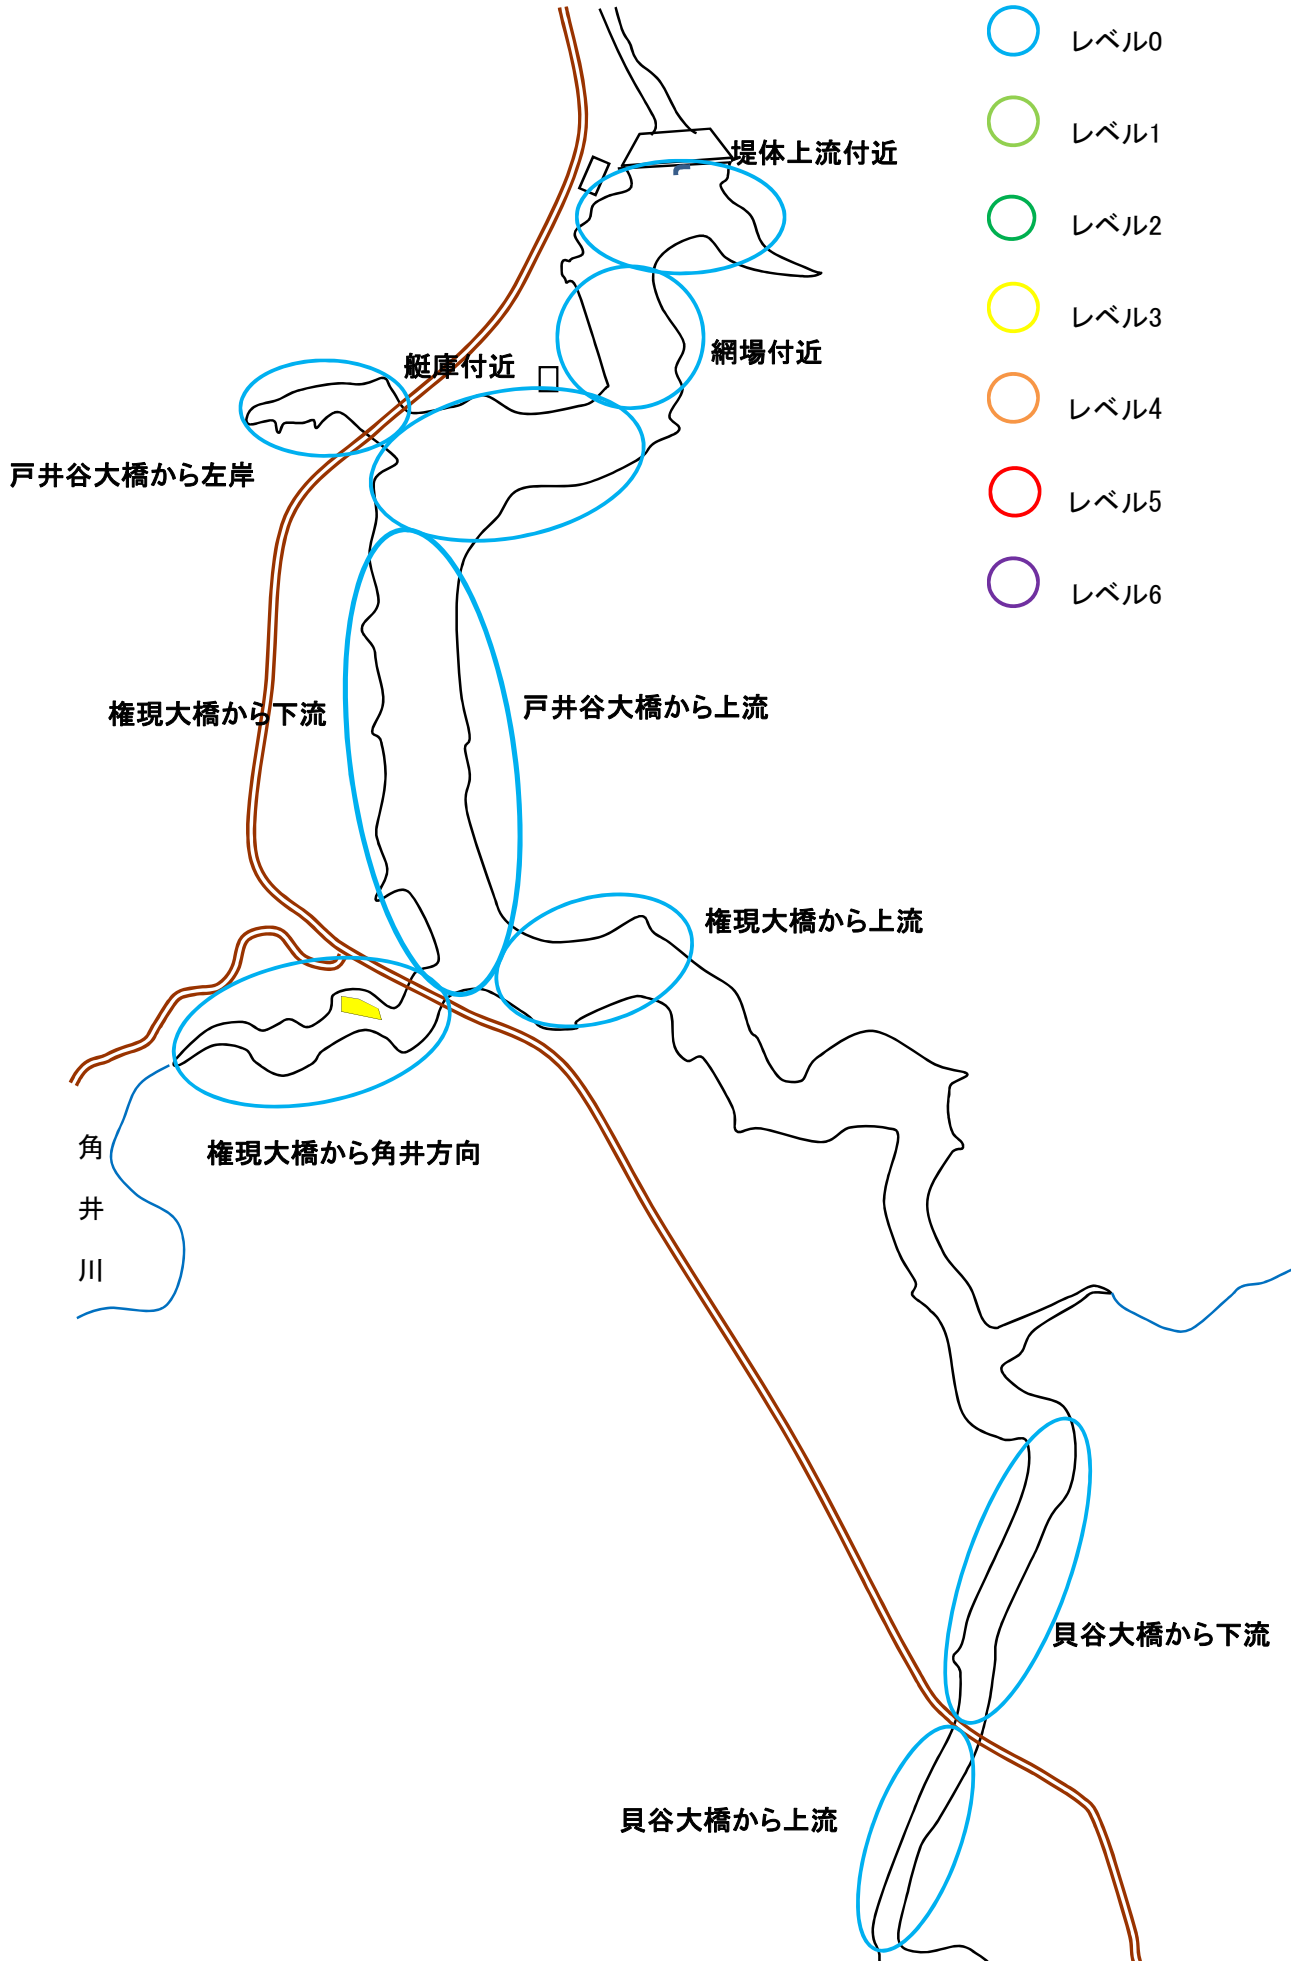 レベル0
レベル1
堤体上流付近
レベル2
レベル3
網場付近
艇庫付近
レベル4
戸井谷大橋から左岸
レベル5
レベル6
権現大橋から下流
戸井谷大橋から上流
権現大橋から上流
権現大橋から角井方向
角
井
川
貝谷大橋から下流
貝谷大橋から上流